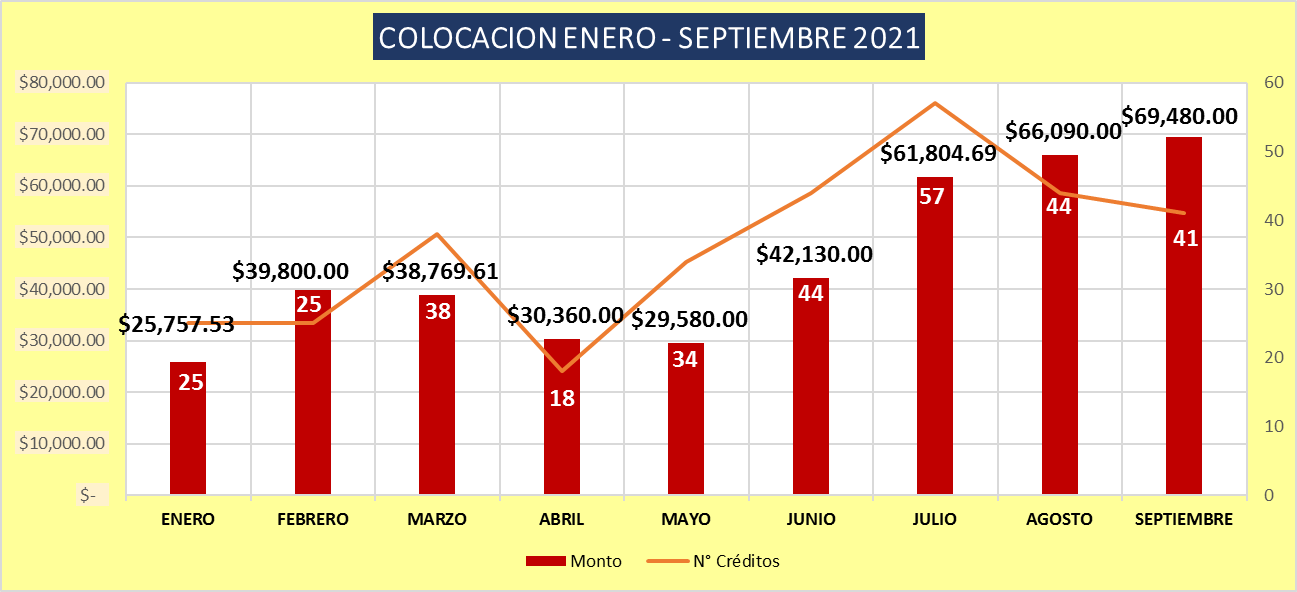 COLOCACION ENERO - SEPTIEMBRE 2021
$80,000.00
$70,000.00
$60,000.00
$50,000.00
$40,000.00
$30,000.00
$20,000.00
$10,000.00
$-
60
50
40
30
20
10
0
$25,757.53
$39,800.00
$38,769.61
$30,360.00
$29,580.00
$42,130.00
$61,804.69
$66,090.00
$69,480.00
25
25
38
18
34
44
57
44
41
ENERO
FEBRERO
MARZO
ABRIL
MAYO
JUNIO
JULIO
AGOSTO
SEPTIEMBRE
Monto
N° Créditos